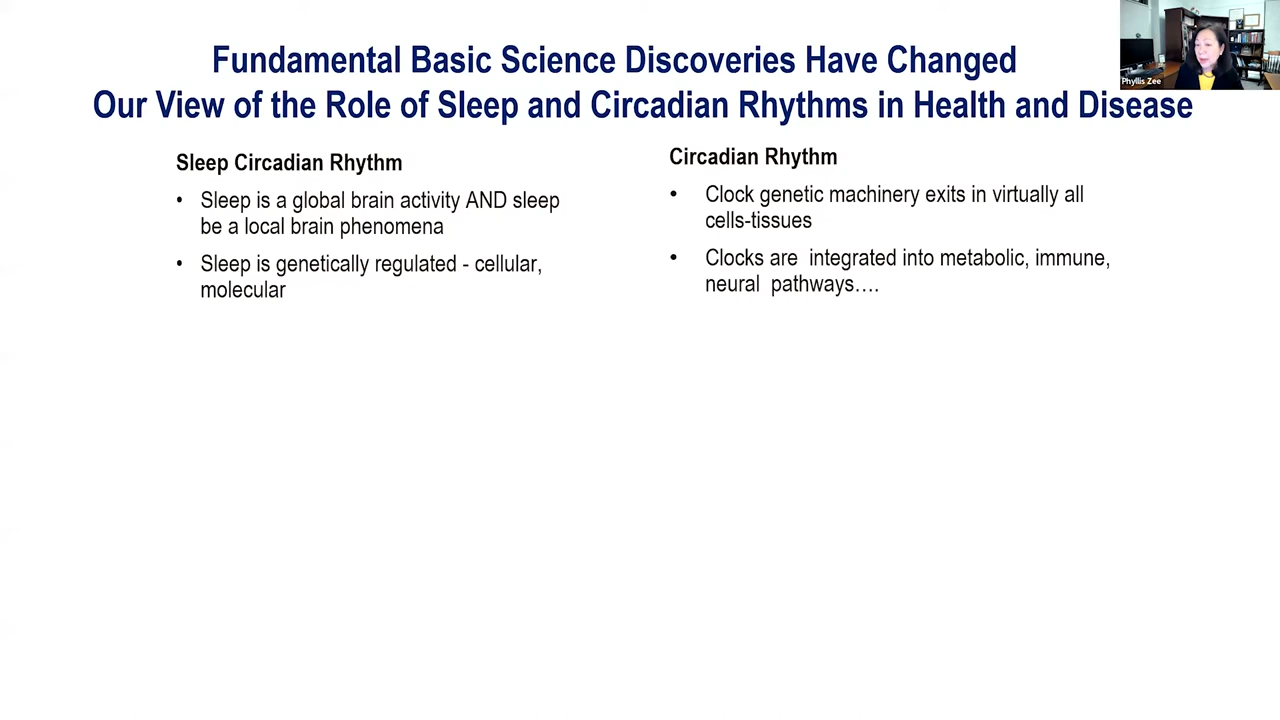 Fundamental Basic Science Discoveries Have Changed
Our View of the Role of Sleep and Circadian Rhythms in Health and Disease
Phyllis Zee
Sleep Circadian Rhythm
• Sleep is a global brain activity AND sleep
be a local brain phenomena
• Sleep is genetically regulated - cellular,
molecular
Circadian Rhythm
• Clock genetic machinery exits in virtually all
cells-tissues
• Clocks are  integrated into metabolic, immune,
neural  pathways….